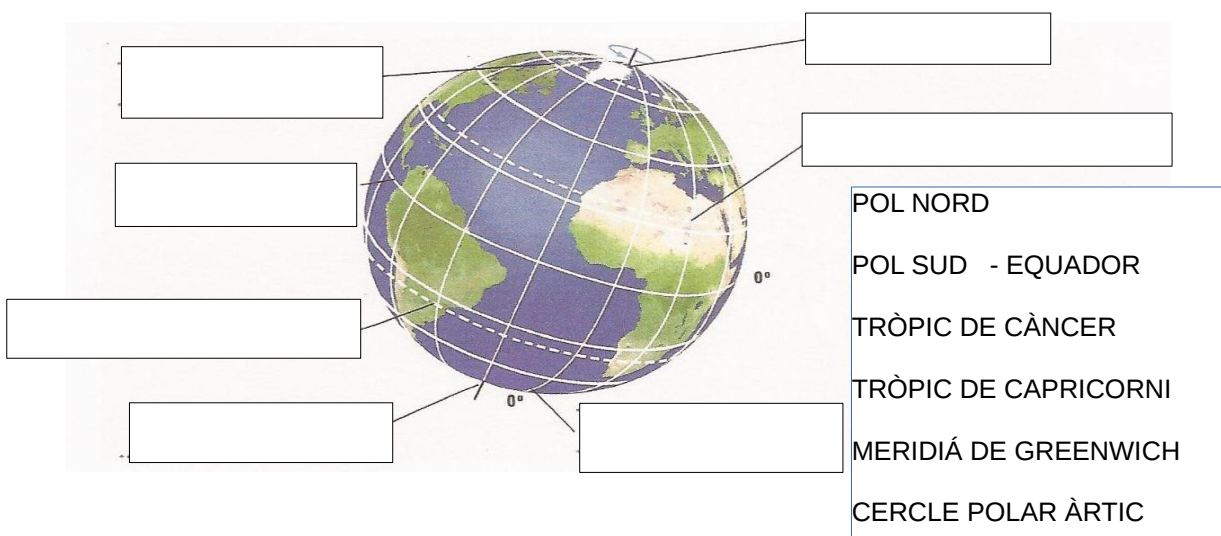 POL NORD
POL SUD - EQUADOR
0°
TRÒPIC DE CÀNCER
TRÒPIC DE CAPRICORNI
0°
MERIDIÁ DE GREENWICH
CERCLE POLAR ÀRTIC